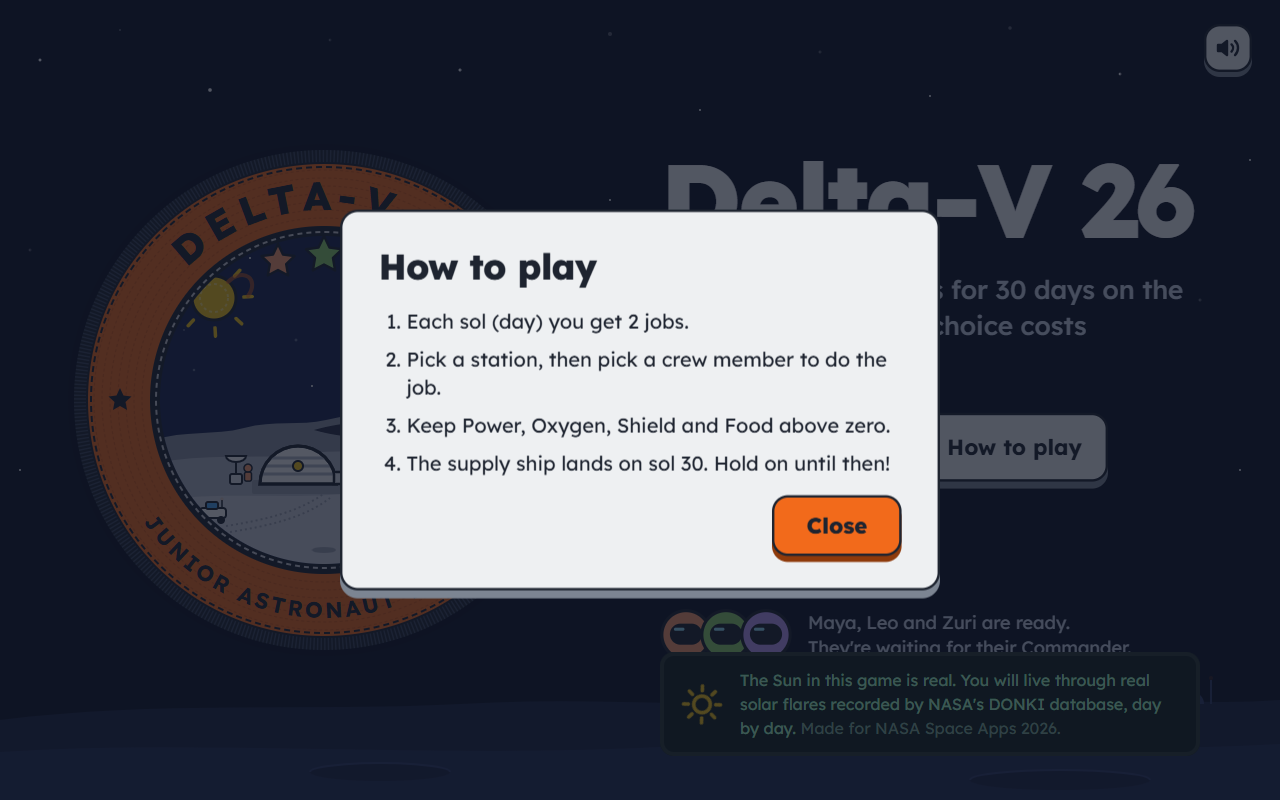 DELTA-V
JUNIOR ASTRONAUT
Delta-V 26
s for 30 days on the
choice costs
How to play
1. Each sol (day) you get 2 jobs.
2. Pick a station, then pick a crew member to do the
job.
3. Keep Power, Oxygen, Shield and Food above zero.
4. The supply ship lands on sol 30. Hold on until then!
Close
How to play
Maya, Leo and Zuri are ready.
They're waiting for their Commander.
The Sun in this game is real. You will live through real
solar flares recorded by NASA's DONKI database, day
by day. Made for NASA Space Apps 2026.